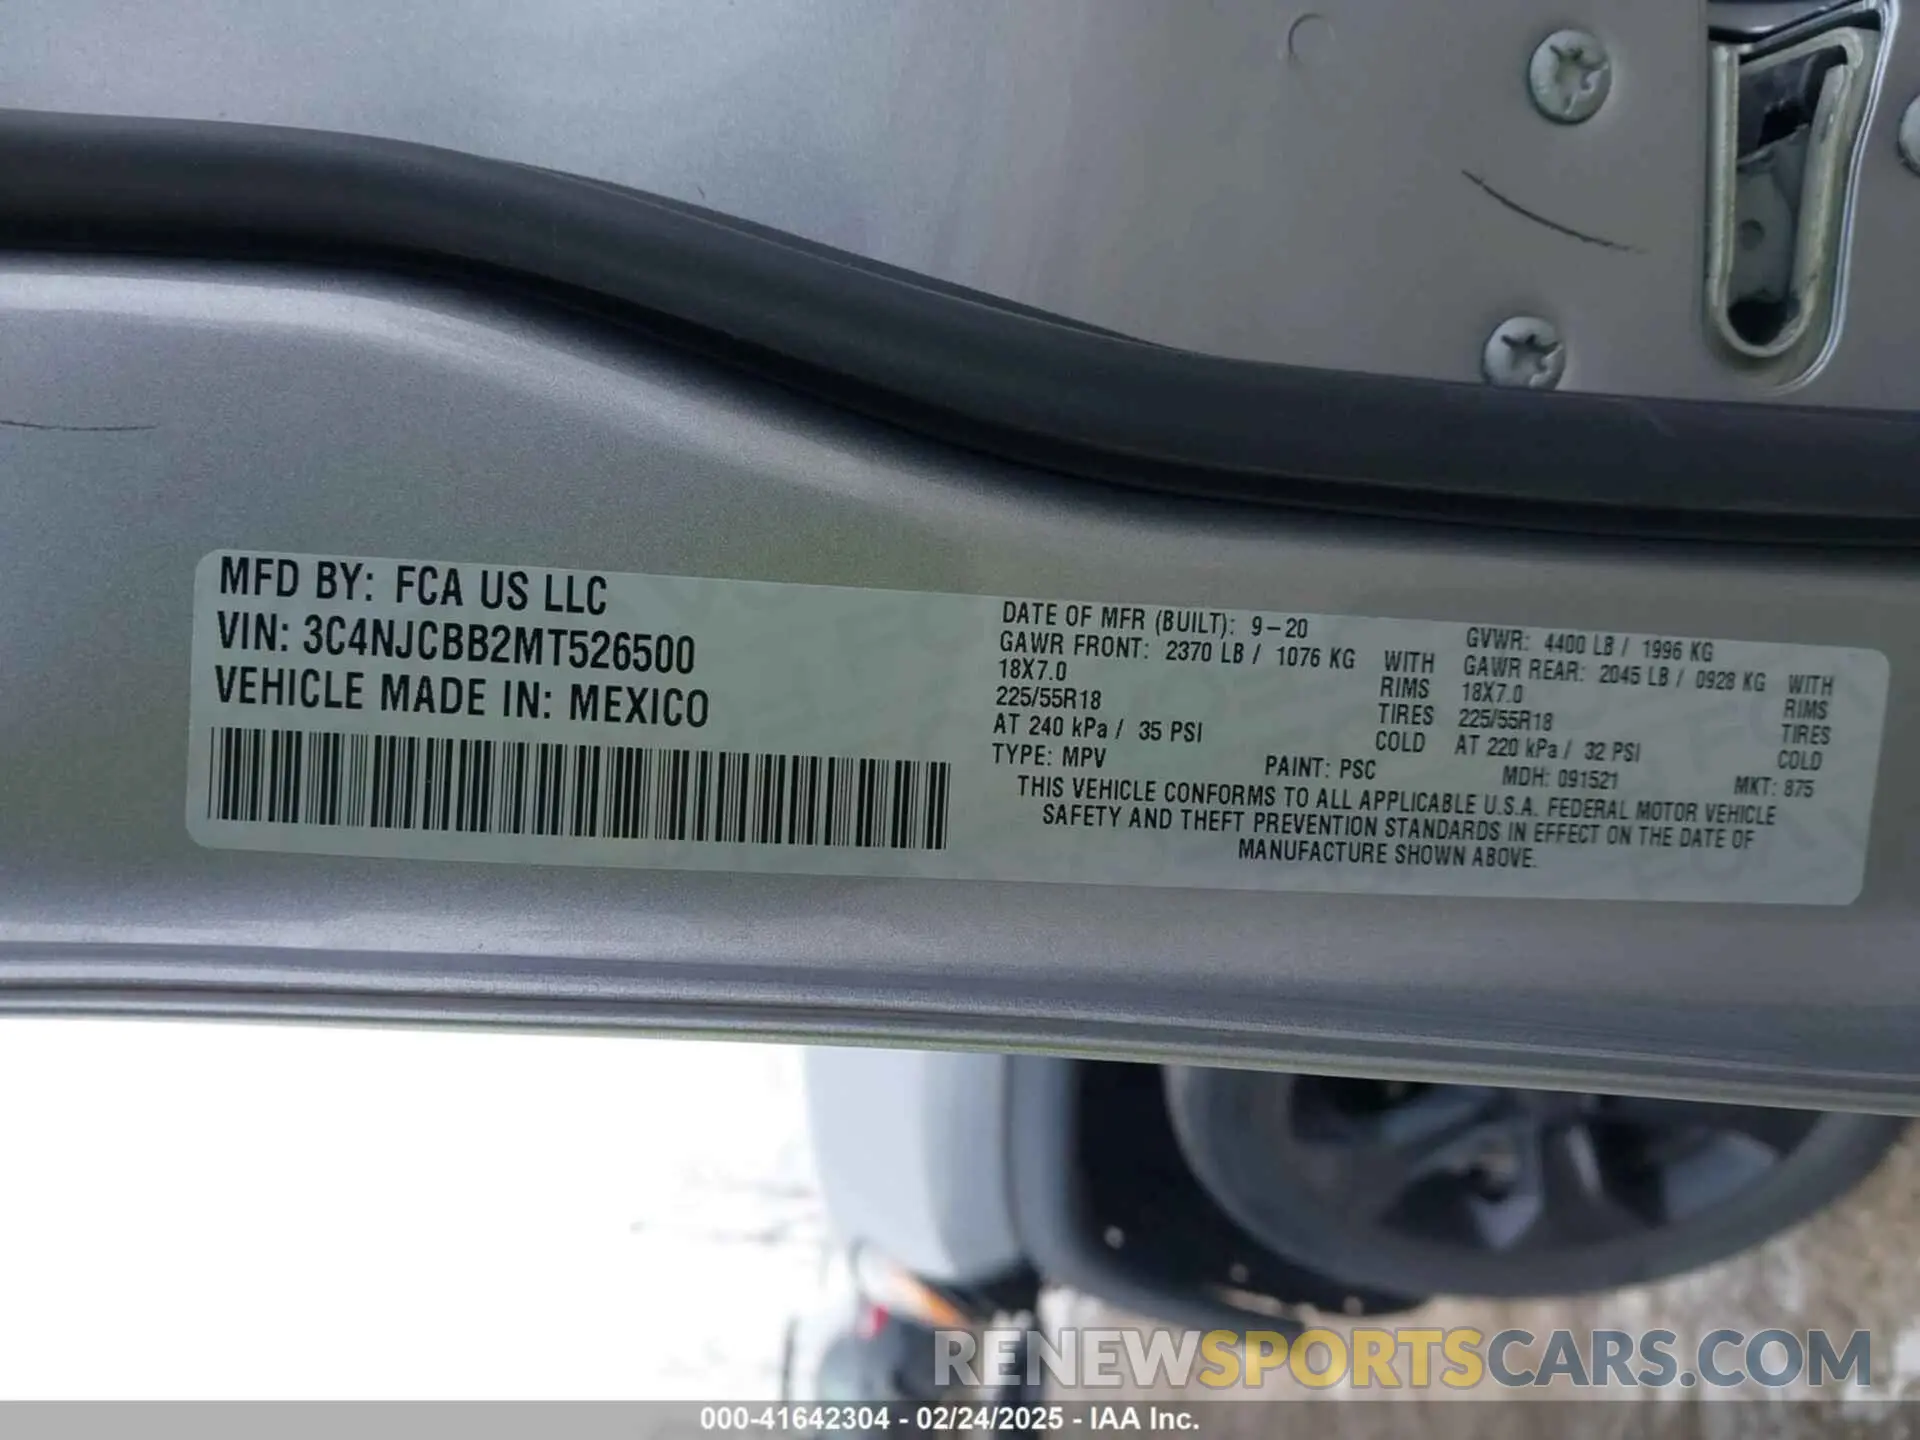 MFD BY: FCA US LLC
VIN: 3C4NJCBB2MT526500
VEHICLE MADE IN: MEXICO
DATE OF MFR (BUILT): 9-20 GVWR: 4400 LB / 1996 KG
GAWR FRONT: 2370 LB / 1076 KG WITH GAWR REAR: 2045 LB / 0928 KG WITH
18X7.0 RIMS 18X7.0 RIMS
225/55R18 TIRES 225/55R18 TIRES
AT 240 kPa / 35 PSI COLD AT 220 kPa / 32 PSI COLD
TYPE: MPV PAINT: PSC MDH: 091521 MKT: 875
THIS VEHICLE CONFORMS TO ALL APPLICABLE U.S.A. FEDERAL MOTOR VEHICLE
SAFETY AND THEFT PREVENTION STANDARDS IN EFFECT ON THE DATE OF
MANUFACTURE SHOWN ABOVE.
RENEWSPORTSCARS.COM
000-41642304 - 02/24/2025 - IAA Inc.